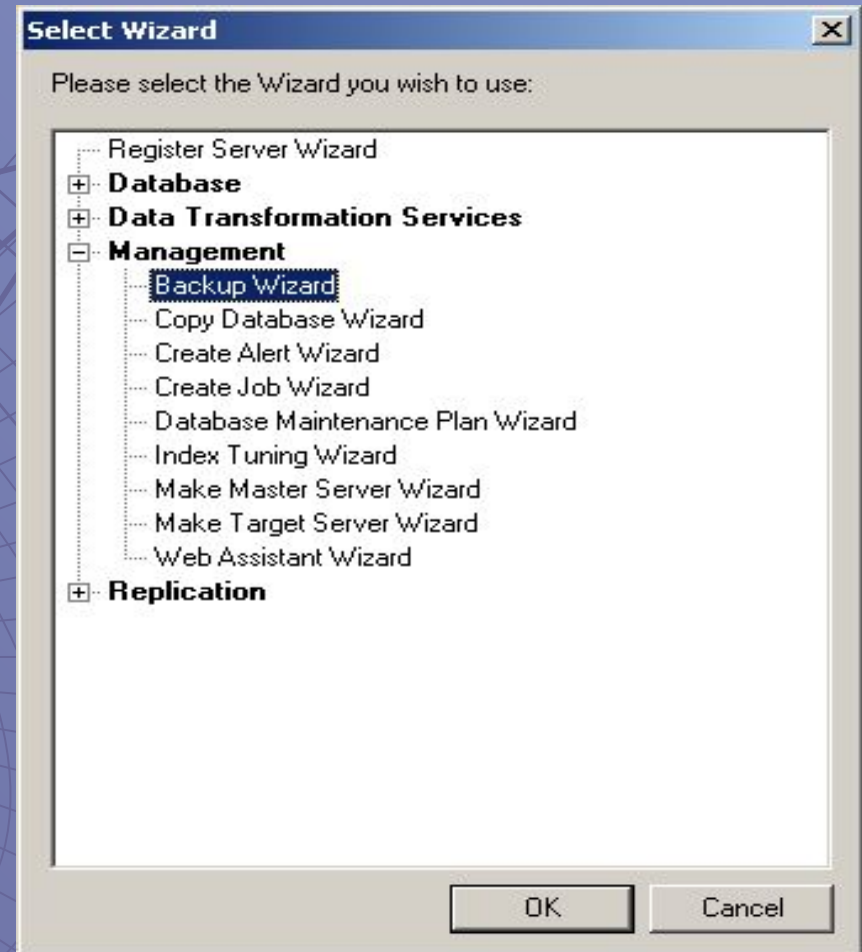 Select Wizard
Please select the Wizard you wish to use:
Register Server Wizard
Database
Data Transformation Services
Management
Backup Wizard
Copy Database Wizard
Create Alert Wizard
Create Job Wizard
Database Maintenance Plan Wizard
Index Tuning Wizard
Make Master Server Wizard
Make Target Server Wizard
Web Assistant Wizard
Replication
OK
Cancel